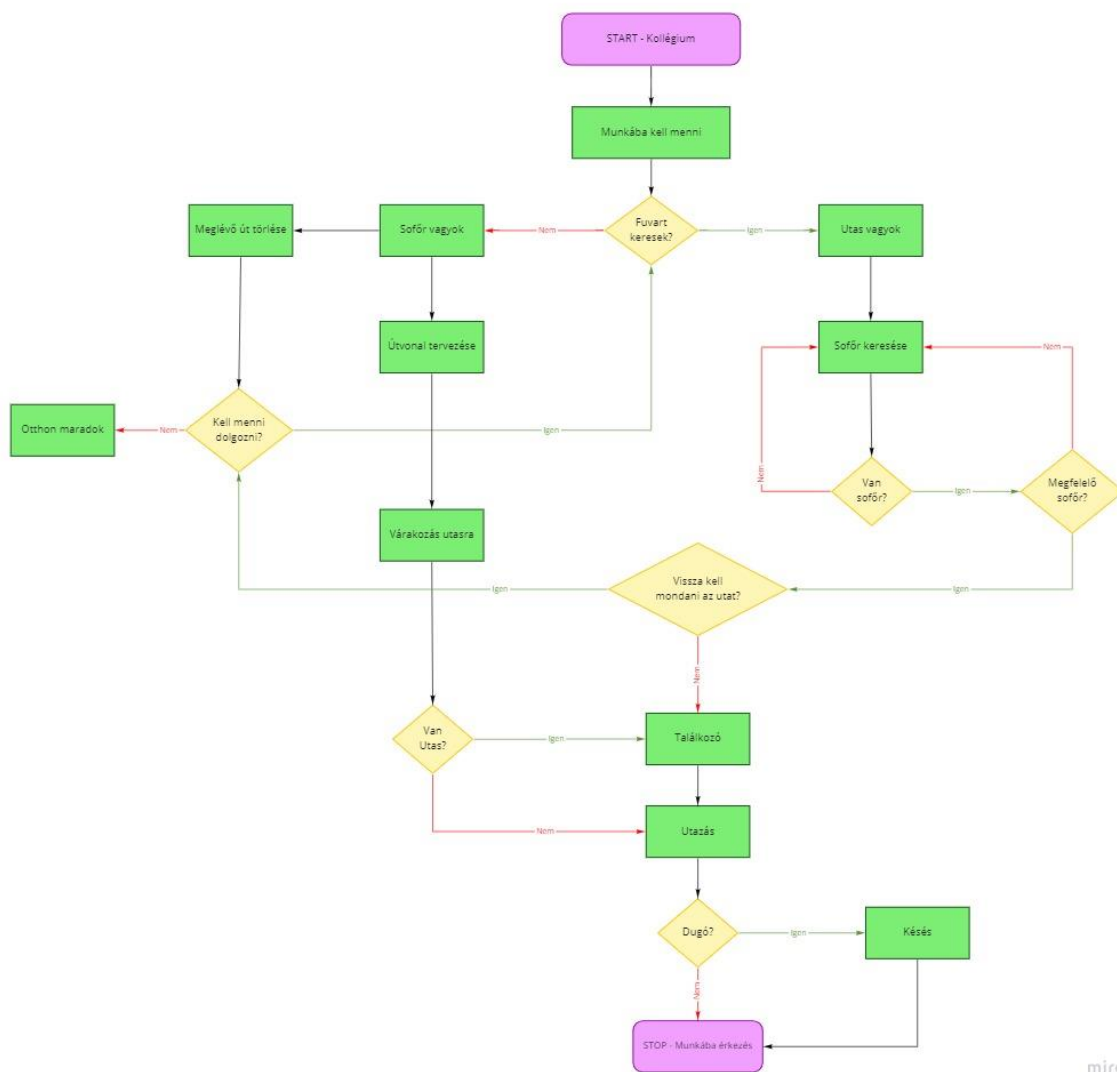 START - Kollégium
Munkába kell menni
Meglévő út törlése
Sofőr vagyok
Nem
Fuvart
keresek?
Igen
Utas vagyok
Útvonal tervezése
Sofőr keresése
Nem
Otthon maradok
Nem
Kell menni
dolgozni?
Igen
Nem
Van
sofőr?
Igen
Megfelelő
sofőr?
Várakozás utasra
Igen
Vissza kell
mondani az utat?
Igen
Nem
Van
Utas?
Igen
Találkozó
Nem
Utazás
Dugó?
Igen
Késés
Nem
STOP - Munkába érkezés